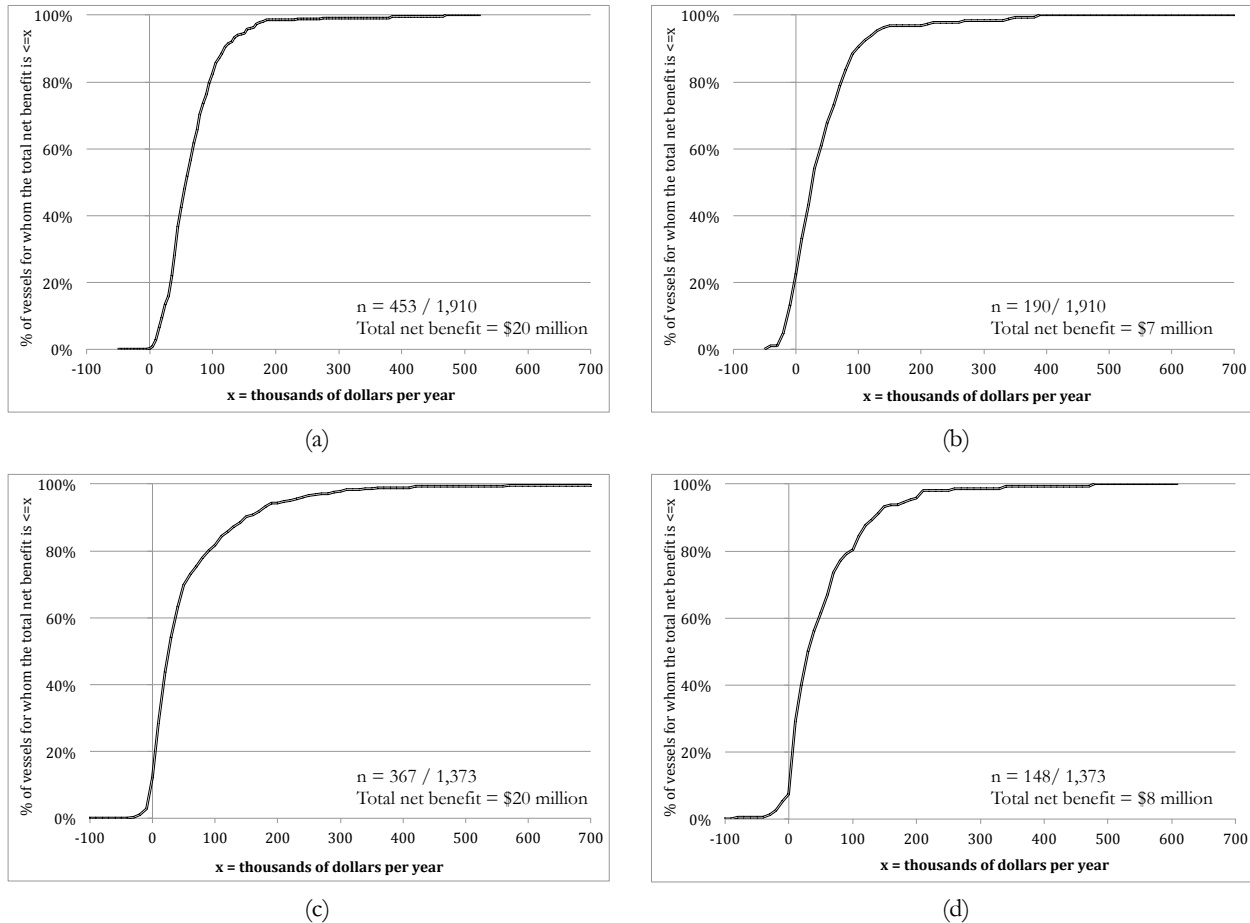 % of vessels for whom the total net benefit is <=x
100%
80%
60%
40%
20%
0%
n = 453 / 1,910
Total net benefit = $20 million
-100 0 100 200 300 400 500 600 700
x = thousands of dollars per year
(a)
% of vessels for whom the total net benefit is <=x
100%
80%
60%
40%
20%
0%
n = 190/ 1,910
Total net benefit = $7 million
-100 0 100 200 300 400 500 600 700
x = thousands of dollars per year
(b)
% of vessels for whom the total net benefit is <=x
100%
80%
60%
40%
20%
0%
n = 367 / 1,373
Total net benefit = $20 million
-100 0 100 200 300 400 500 600 700
x = thousands of dollars per year
(c)
% of vessels for whom the total net benefit is <=x
100%
80%
60%
40%
20%
0%
n = 148/ 1,373
Total net benefit = $8 million
-100 0 100 200 300 400 500 600 700
x = thousands of dollars per year
(d)